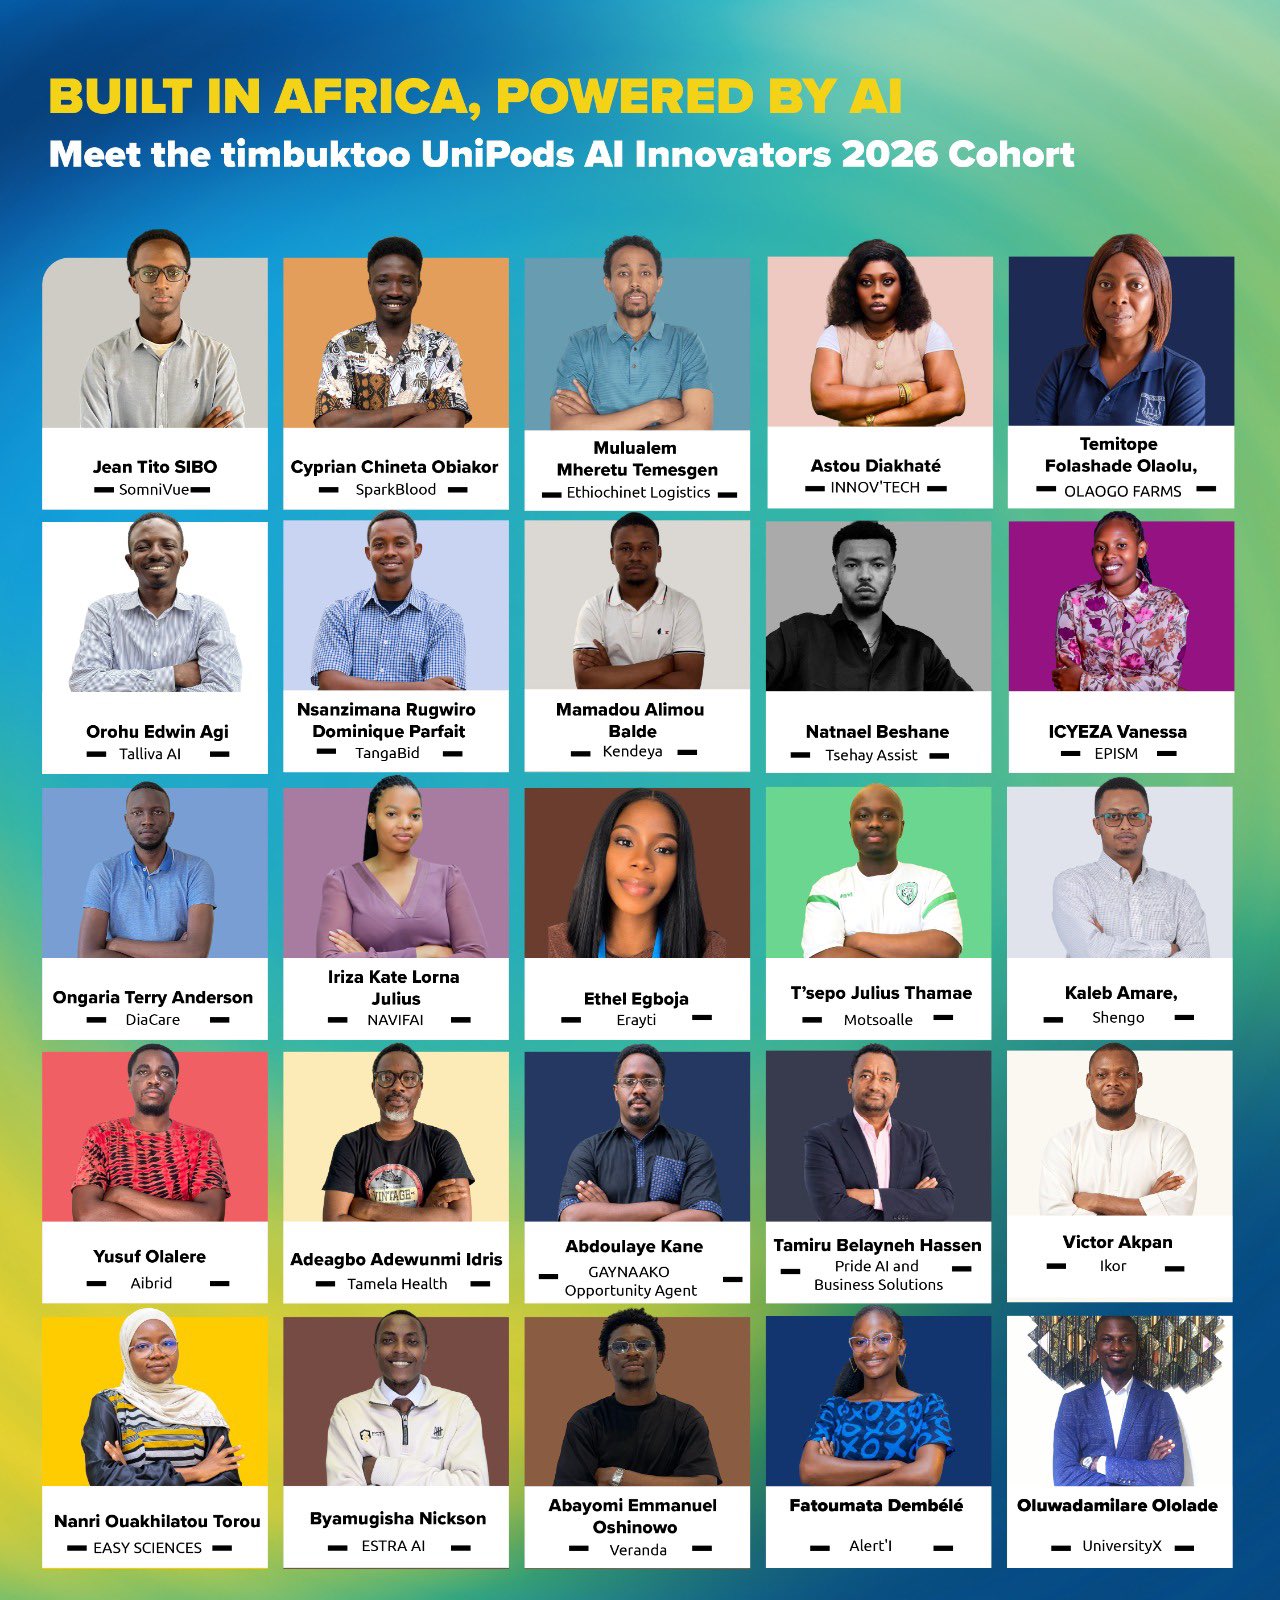 BUILT IN AFRICA, POWERED BY AI
Meet the timbuktoo UniPods AI Innovators 2026 Cohort
Jean Tito SIBO
SomniVue
Cyprian Chineta Obiakor
SparkBlood
Mulualem
Mheretu Temesgen
Ethiochinet Logistics
Astou Diakhaté
INNOV'TECH
Temitope
Folashade Olaolu,
OLAOGO FARMS
Orohu Edwin Agi
Talliva AI
Nsanzimana Rugwiro
Dominique Parfait
TangaBid
Mamadou Alimou
Balde
Kendeya
Natnael Beshane
Tsehay Assist
ICYEZA Vanessa
EPISM
Ongaria Terry Anderson
DiaCare
Iriza Kate Lorna
Julius
NAVIFAI
Ethel Egboja
Erayti
T’sepo Julius Thamae
Motsoalle
Kaleb Amare,
Shengo
Yusuf Olalere
Aibrid
Adeagbo Adewunmi Idris
Tamela Health
VINTAGE
Abdoulaye Kane
GAYNAAKO
Opportunity Agent
Tamiru Belayneh Hassen
Pride AI and
Business Solutions
Victor Akpan
Ikor
Nanri Ouakhilatou Torou
EASY SCIENCES
Byamugisha Nickson
ESTRA AI
Abayomi Emmanuel
Oshinowo
Veranda
Fatoumata Dembélé
Alert'I
Oluwadamilare Ololade
UniversityX